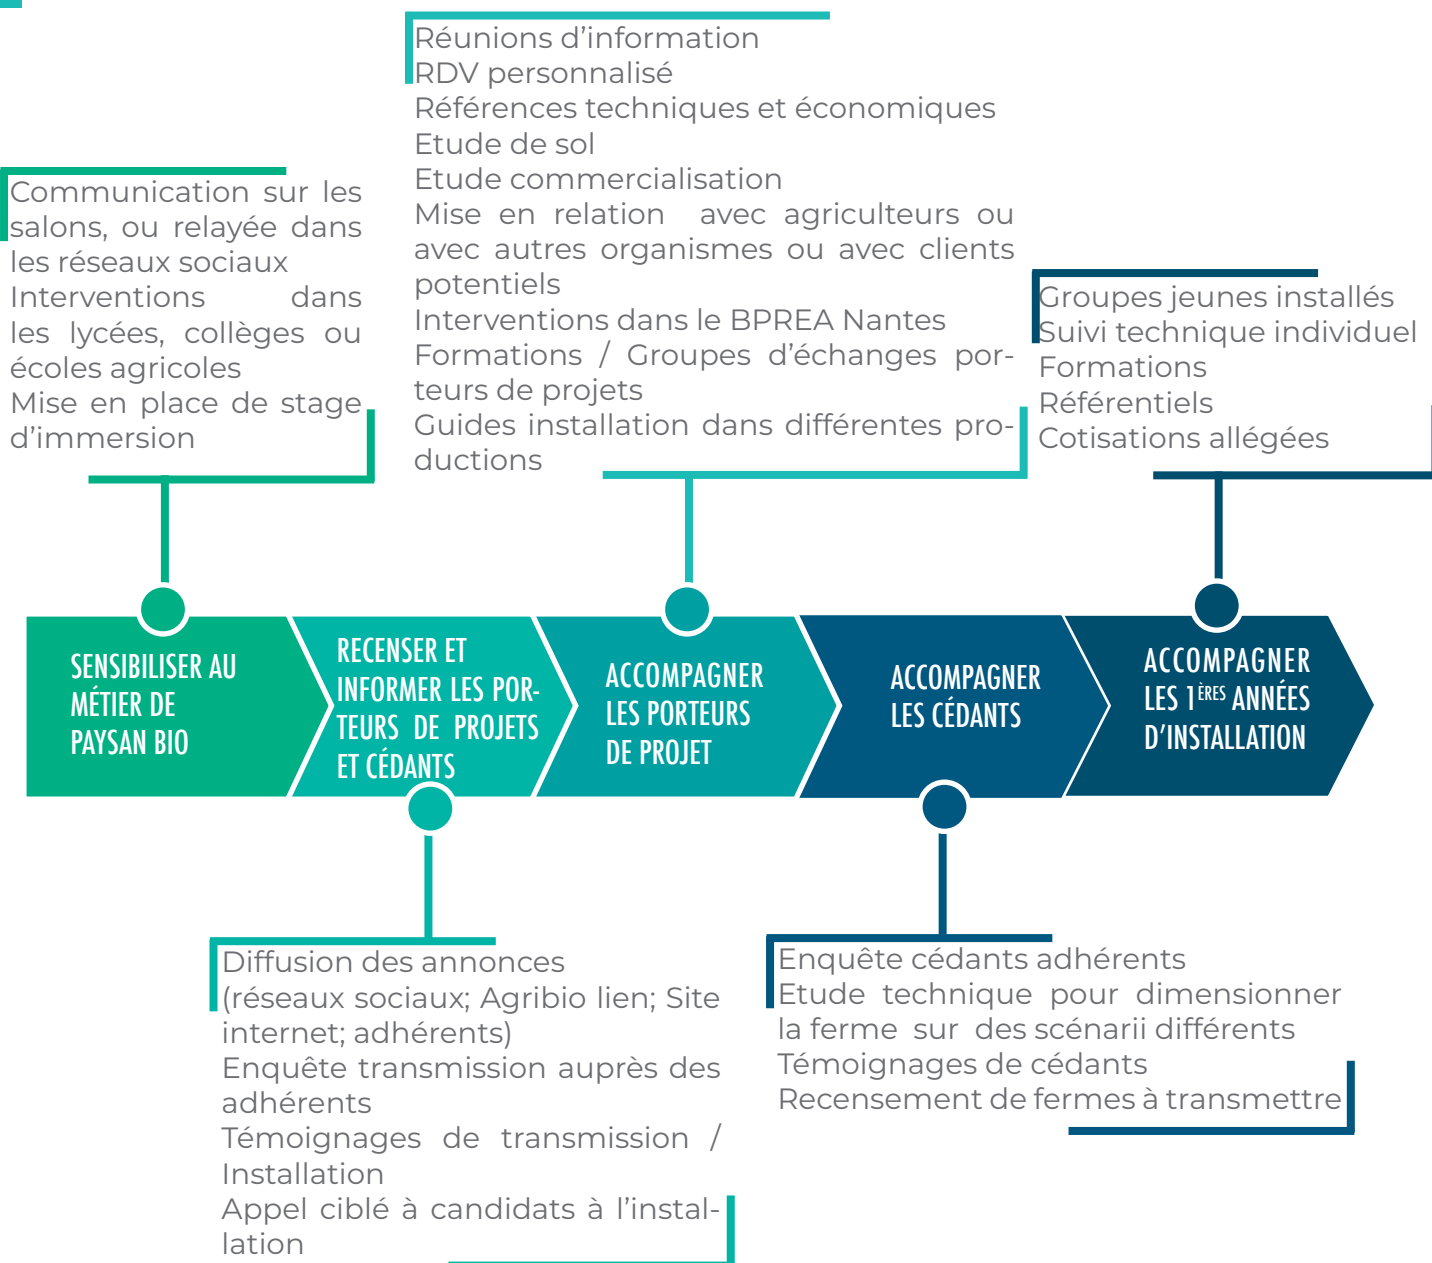 Réunions d’information
RDV personnalisé
Références techniques et économiques
Etude de sol
Etude commercialisation
Mise en relation avec agriculteurs ou
avec autres organismes ou avec clients
potentiels
Interventions dans le BPREA Nantes
Formations / Groupes d’échanges por-
teurs de projets
Guides installation dans différentes pro-
ductions
Communication sur les
salons, ou relayée dans
les réseaux sociaux
Interventions dans
les lycées, collèges ou
écoles agricoles
Mise en place de stage
d’immersion
Groupes jeunes installés
Suivi technique individuel
Formations
Référentiels
Cotisations allégées
SENSIBILISER AU
MÉTIER DE
PAYSAN BIO
RECENSER ET
INFORMER LES POR-
TEURS DE PROJETS
ET CÉDANTS
ACCOMPAGNER
LES PORTEURS
DE PROJET
ACCOMPAGNER
LES CÉDANTS
ACCOMPAGNER
LES 1ÈRES ANNÉES
D’INSTALLATION
Diffusion des annonces
(réseaux sociaux; Agribio lien; Site
internet; adhérents)
Enquête transmission auprès des
adhérents
Témoignages de transmission /
Installation
Appel ciblé à candidats à l’instal-
lation
Enquête cédants adhérents
Etude technique pour dimensionner
la ferme sur des scénarii différents
Témoignages de cédants
Recensement de fermes à transmettre